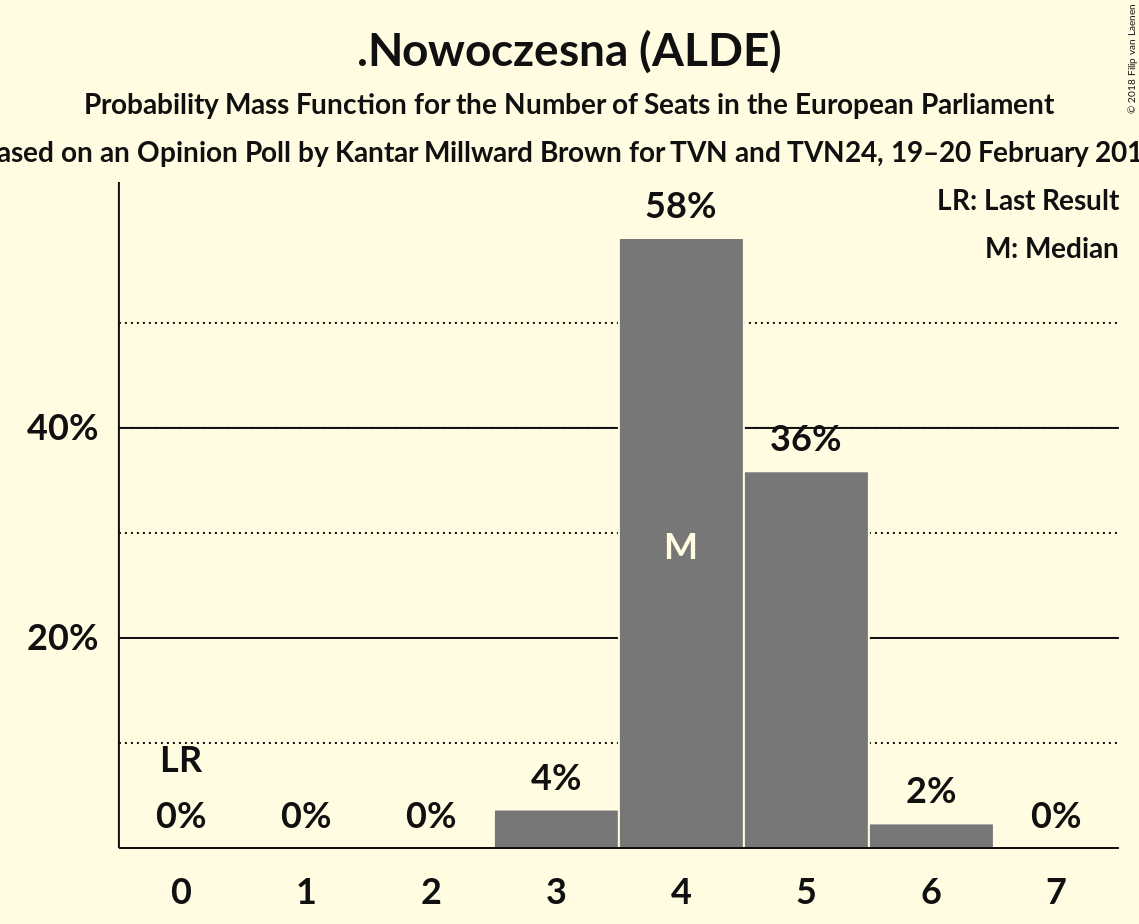 .Nowoczesna (ALDE)
Probability Mass Function for the Number of Seats in the European Parliament
ased on an Opinion Poll by Kantar Millward Brown for TVN and TVN24, 19–20 February 201
© 2018 Filip van Laenen
LR: Last Result
M: Median
58%
40%
36%
M
20%
LR
4%
2%
0% 0% 0% 0%
0 1 2 3 4 5 6 7